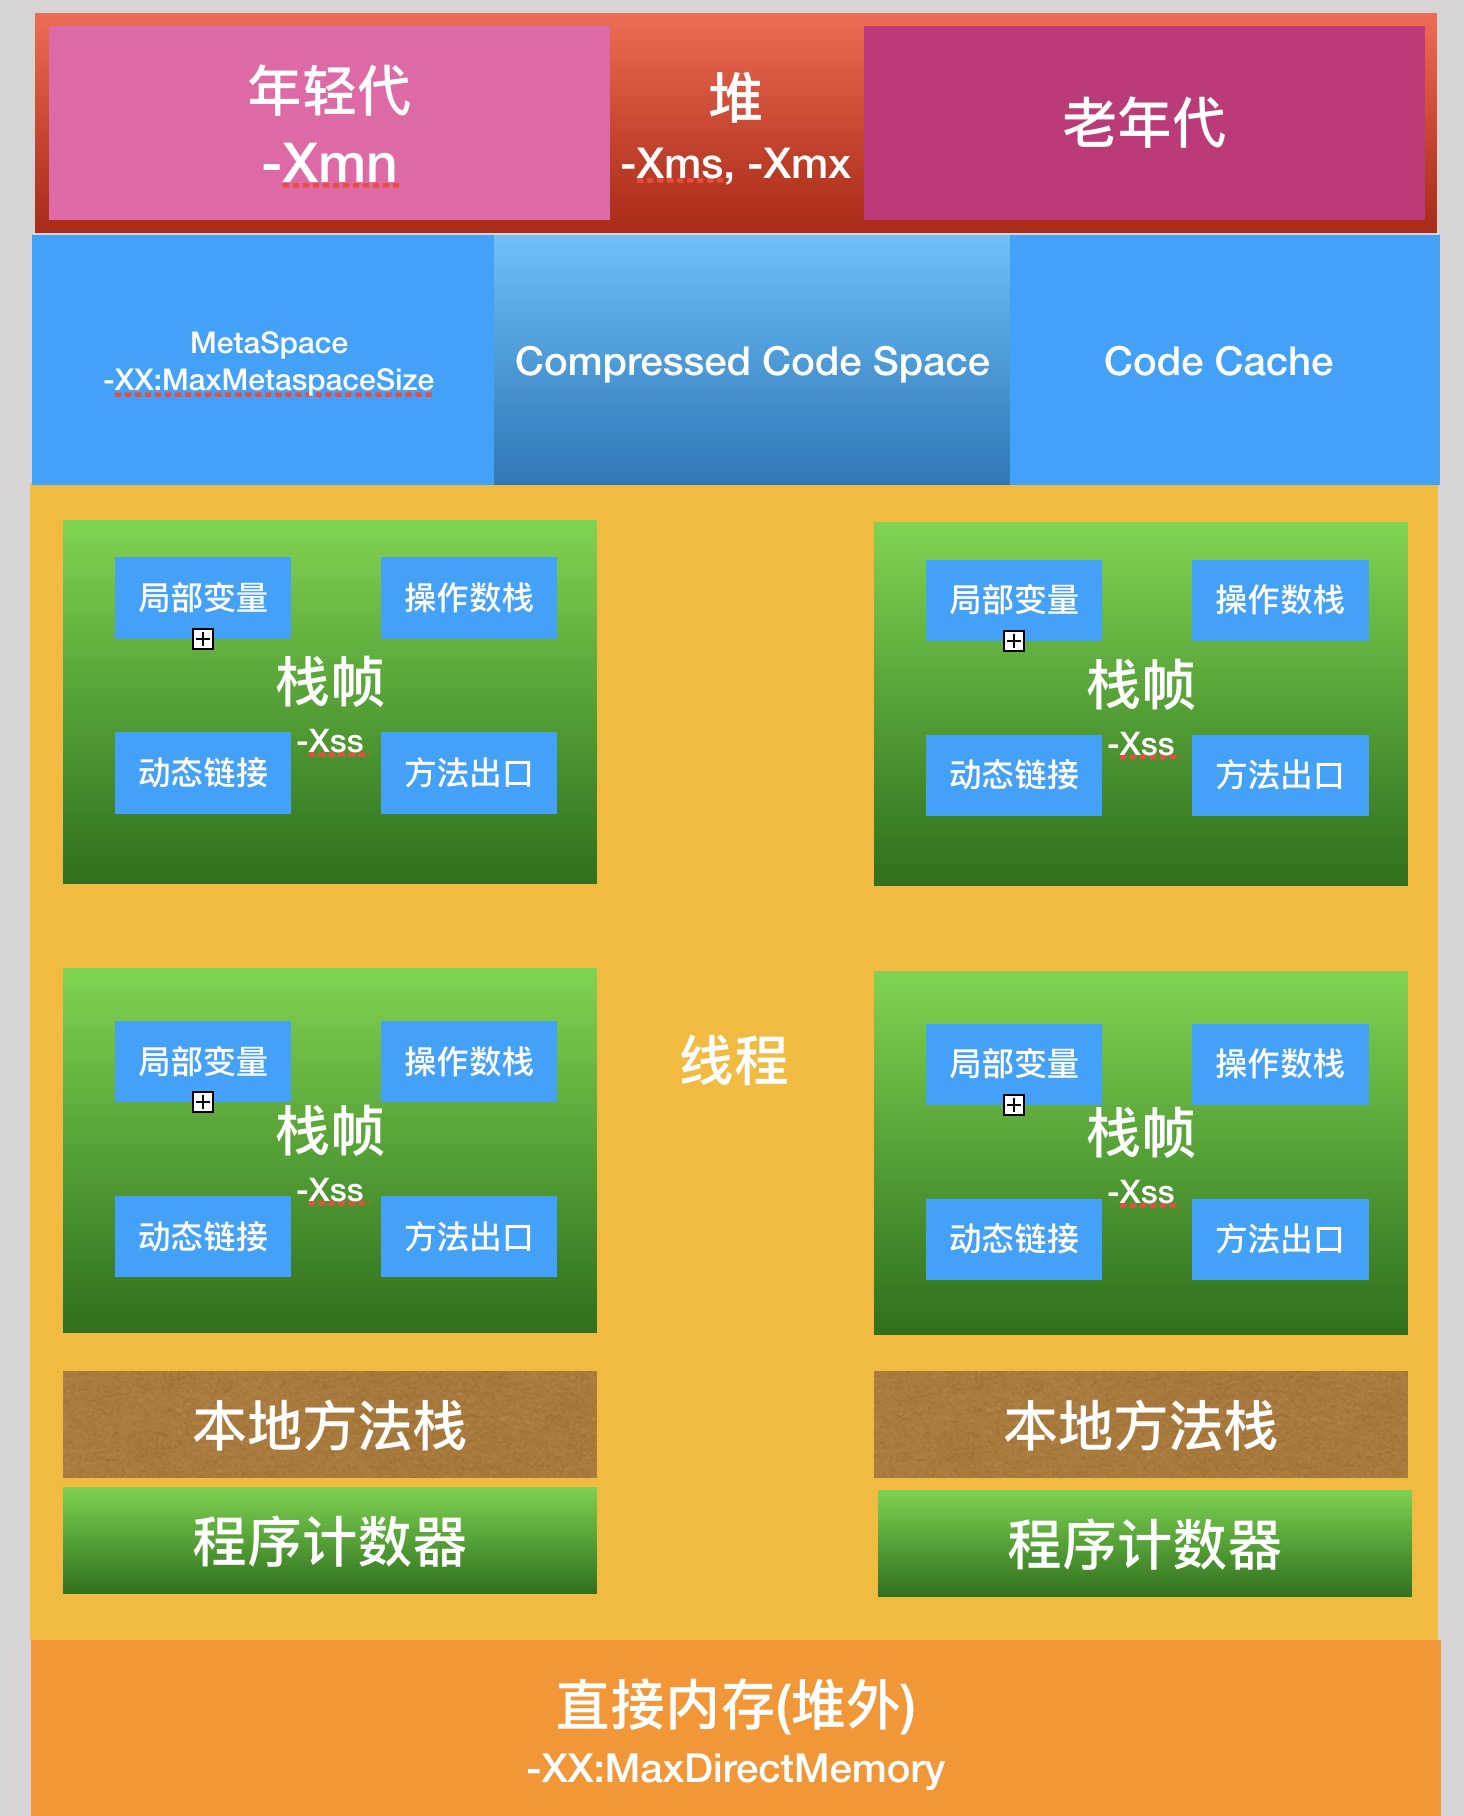 年轻代
-Xmn
堆
-Xms, -Xmx
老年代
MetaSpace
-XX:MaxMetaspaceSize
Compressed Code Space
Code Cache
局部变量
操作数栈
栈帧
-Xss
动态链接
方法出口
局部变量
操作数栈
栈帧
-Xss
动态链接
方法出口
局部变量
操作数栈
栈帧
-Xss
动态链接
方法出口
线程
局部变量
操作数栈
栈帧
-Xss
动态链接
方法出口
本地方法栈
本地方法栈
程序计数器
程序计数器
直接内存(堆外)
-XX:MaxDirectMemory